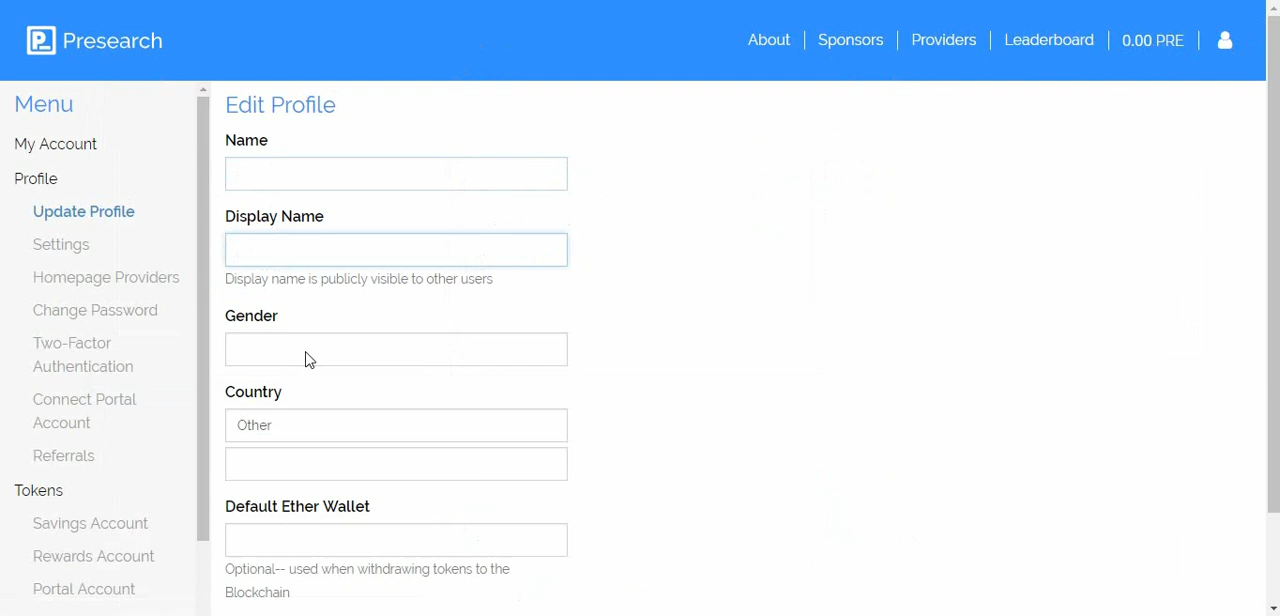 Presearch
About
Sponsors
Providers
Leaderboard
0.00 PRE
Menu
My Account
Profile
Update Profile
Settings
Homepage Providers
Change Password
Two-Factor
Authentication
Connect Portal
Account
Referrals
Tokens
Savings Account
Rewards Account
Portal Account
Edit Profile
Name
Display Name
Display name is publicly visible to other users
Gender
Country
Other
Default Ether Wallet
Optional-- used when withdrawing tokens to the
Blockchain